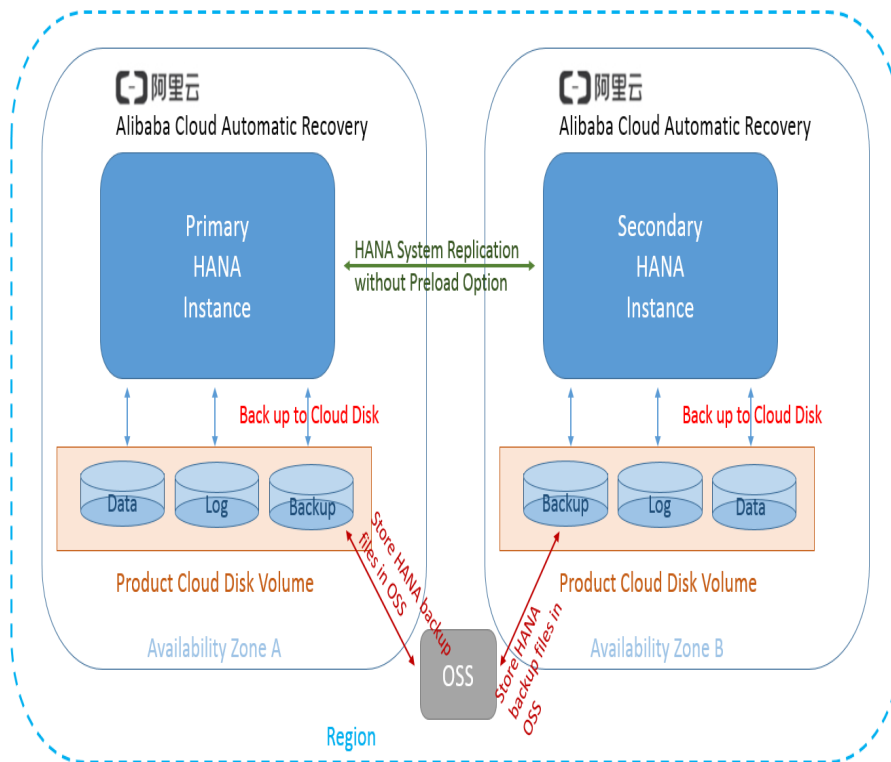 阿里云
Alibaba Cloud Automatic Recovery
Primary
HANA
Instance
Back up to Cloud Disk
Data
Log
Backup
Product Cloud Disk Volume
Availability Zone A
HANA System Replication
without Preload Option
阿里云
Alibaba Cloud Automatic Recovery
Secondary
HANA
Instance
Back up to Cloud Disk
Backup
Log
Data
Product Cloud Disk Volume
Availability Zone B
Store HANA backup
files in OSS
OSS
Store HANA
backup files in
OSS
Region